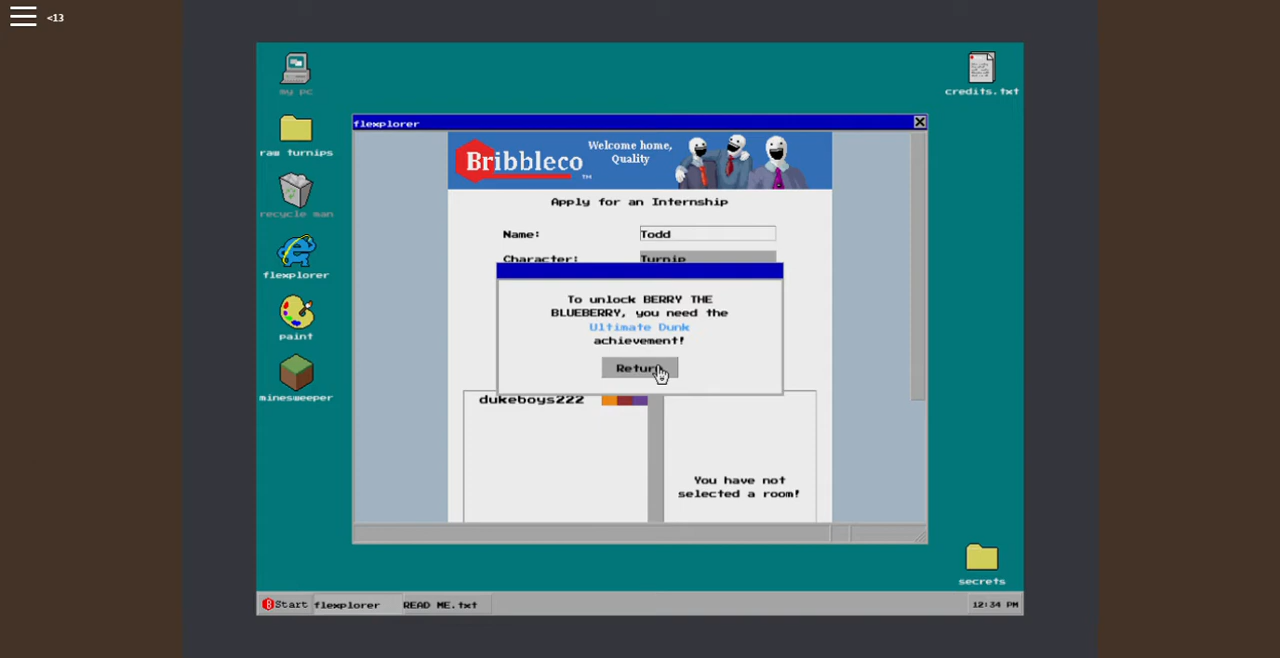 <13
my pc
credits.txt
flexplorer
raw turnips
Bribbleco
TM
Welcome home,
Quality
recycle man
Apply for an Internship
Name: Todd
Character: Turnip
flexplorer
To unlock BERRY THE
BLUEBERRY, you need the
Ultimate Dunk
achievement!
paint
Return
minesweeper
dukeboys222
You have not
selected a room!
secrets
Start flexplorer READ ME.txt 12:34 PM